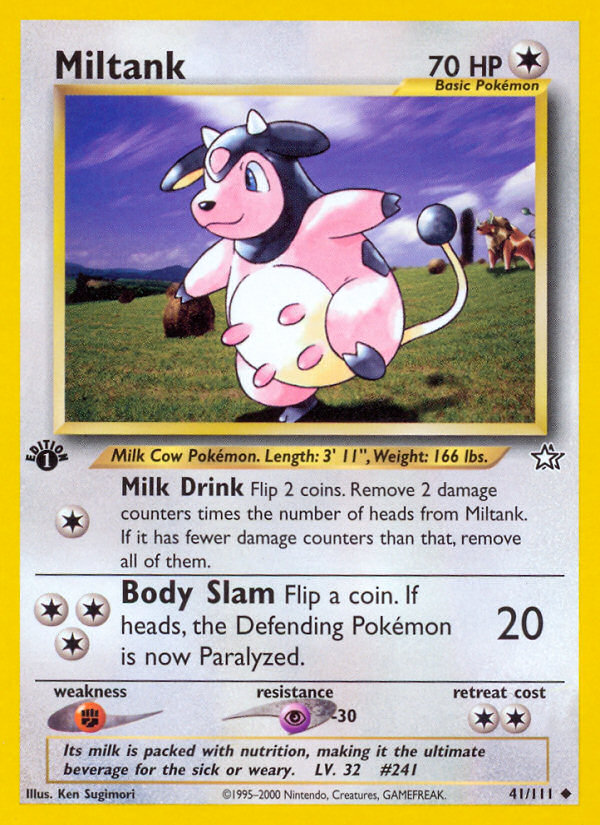 Miltank
70 HP
Basic Pokémon
EDITION
1
Milk Cow Pokémon. Length: 3' 11", Weight: 166 lbs.
Milk Drink Flip 2 coins. Remove 2 damage
counters times the number of heads from Miltank.
If it has fewer damage counters than that, remove
all of them.
Body Slam Flip a coin. If
heads, the Defending Pokémon
is now Paralyzed.
20
weakness
resistance
retreat cost
-30
Its milk is packed with nutrition, making it the ultimate
beverage for the sick or weary. LV. 32 #241
Illus. Ken Sugimori
©1995–2000 Nintendo, Creatures, GAMEFREAK.
41/111